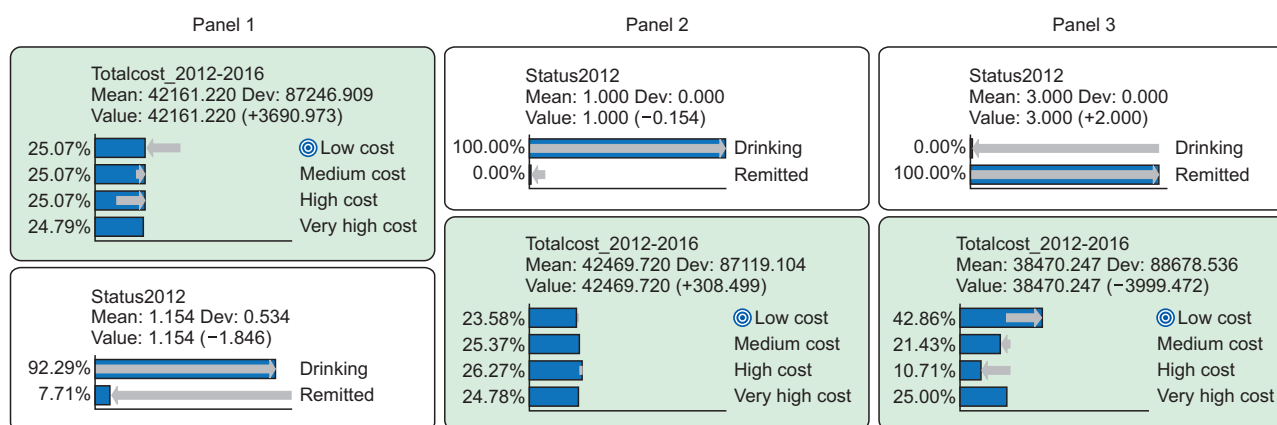 Panel 1
Totalcost_2012-2016
Mean: 42161.220 Dev: 87246.909
Value: 42161.220 (+3690.973)
25.07% Low cost
25.07% Medium cost
25.07% High cost
24.79% Very high cost
Status2012
Mean: 1.154 Dev: 0.534
Value: 1.154 (−1.846)
92.29% Drinking
7.71% Remitted
Panel 2
Status2012
Mean: 1.000 Dev: 0.000
Value: 1.000 (−0.154)
100.00% Drinking
0.00% Remitted
Totalcost_2012-2016
Mean: 42469.720 Dev: 87119.104
Value: 42469.720 (+308.499)
23.58% Low cost
25.37% Medium cost
26.27% High cost
24.78% Very high cost
Panel 3
Status2012
Mean: 3.000 Dev: 0.000
Value: 3.000 (+2.000)
0.00% Drinking
100.00% Remitted
Totalcost_2012-2016
Mean: 38470.247 Dev: 88678.536
Value: 38470.247 (−3999.472)
42.86% Low cost
21.43% Medium cost
10.71% High cost
25.00% Very high cost